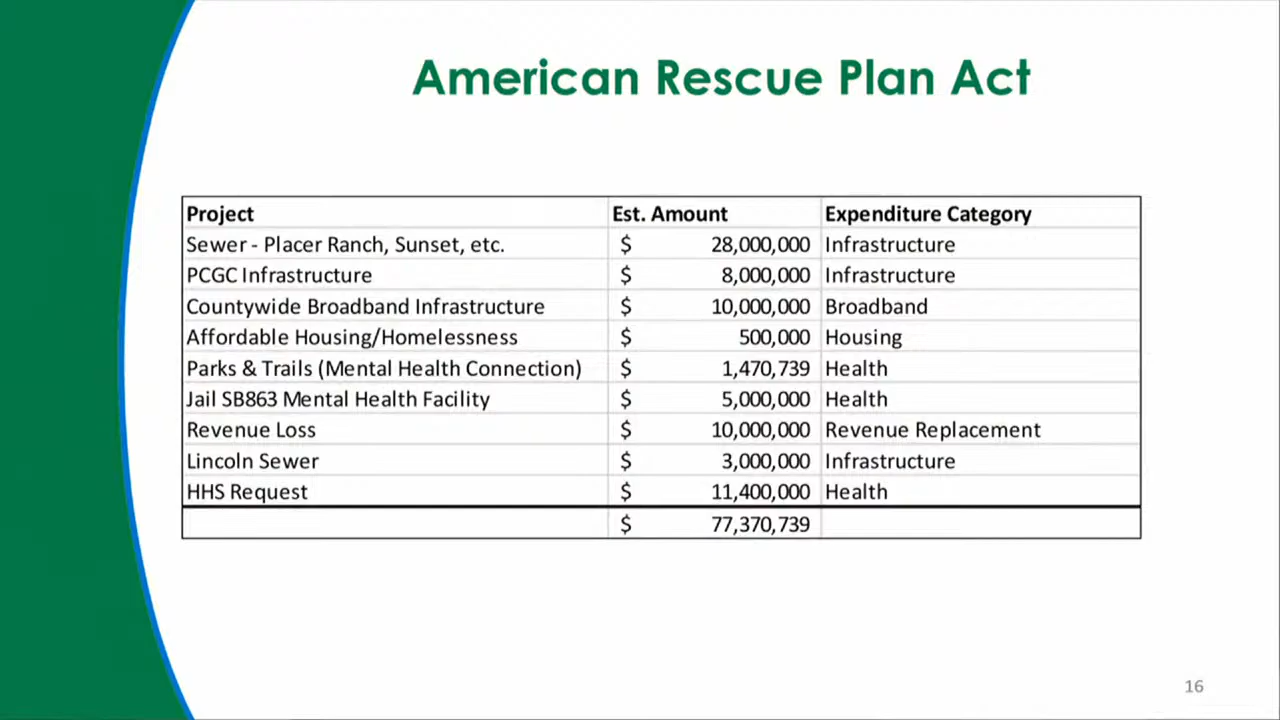 American Rescue Plan Act
Project Est. Amount Expenditure Category
Sewer - Placer Ranch, Sunset, etc. $ 28,000,000 Infrastructure
PCGC Infrastructure $ 8,000,000 Infrastructure
Countywide Broadband Infrastructure $ 10,000,000 Broadband
Affordable Housing/Homelessness $ 500,000 Housing
Parks & Trails (Mental Health Connection) $ 1,470,739 Health
Jail SB863 Mental Health Facility $ 5,000,000 Health
Revenue Loss $ 10,000,000 Revenue Replacement
Lincoln Sewer $ 3,000,000 Infrastructure
HHS Request $ 11,400,000 Health
$ 77,370,739
16